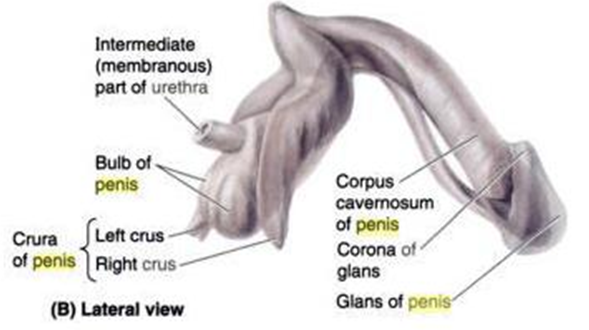 Intermediate
(membranous)
part of urethra
Bulb of
penis
Crura
of penis
Left crus
Right crus
Corpus
cavernosum
of penis
Corona of
glans
Glans of penis
(B) Lateral view